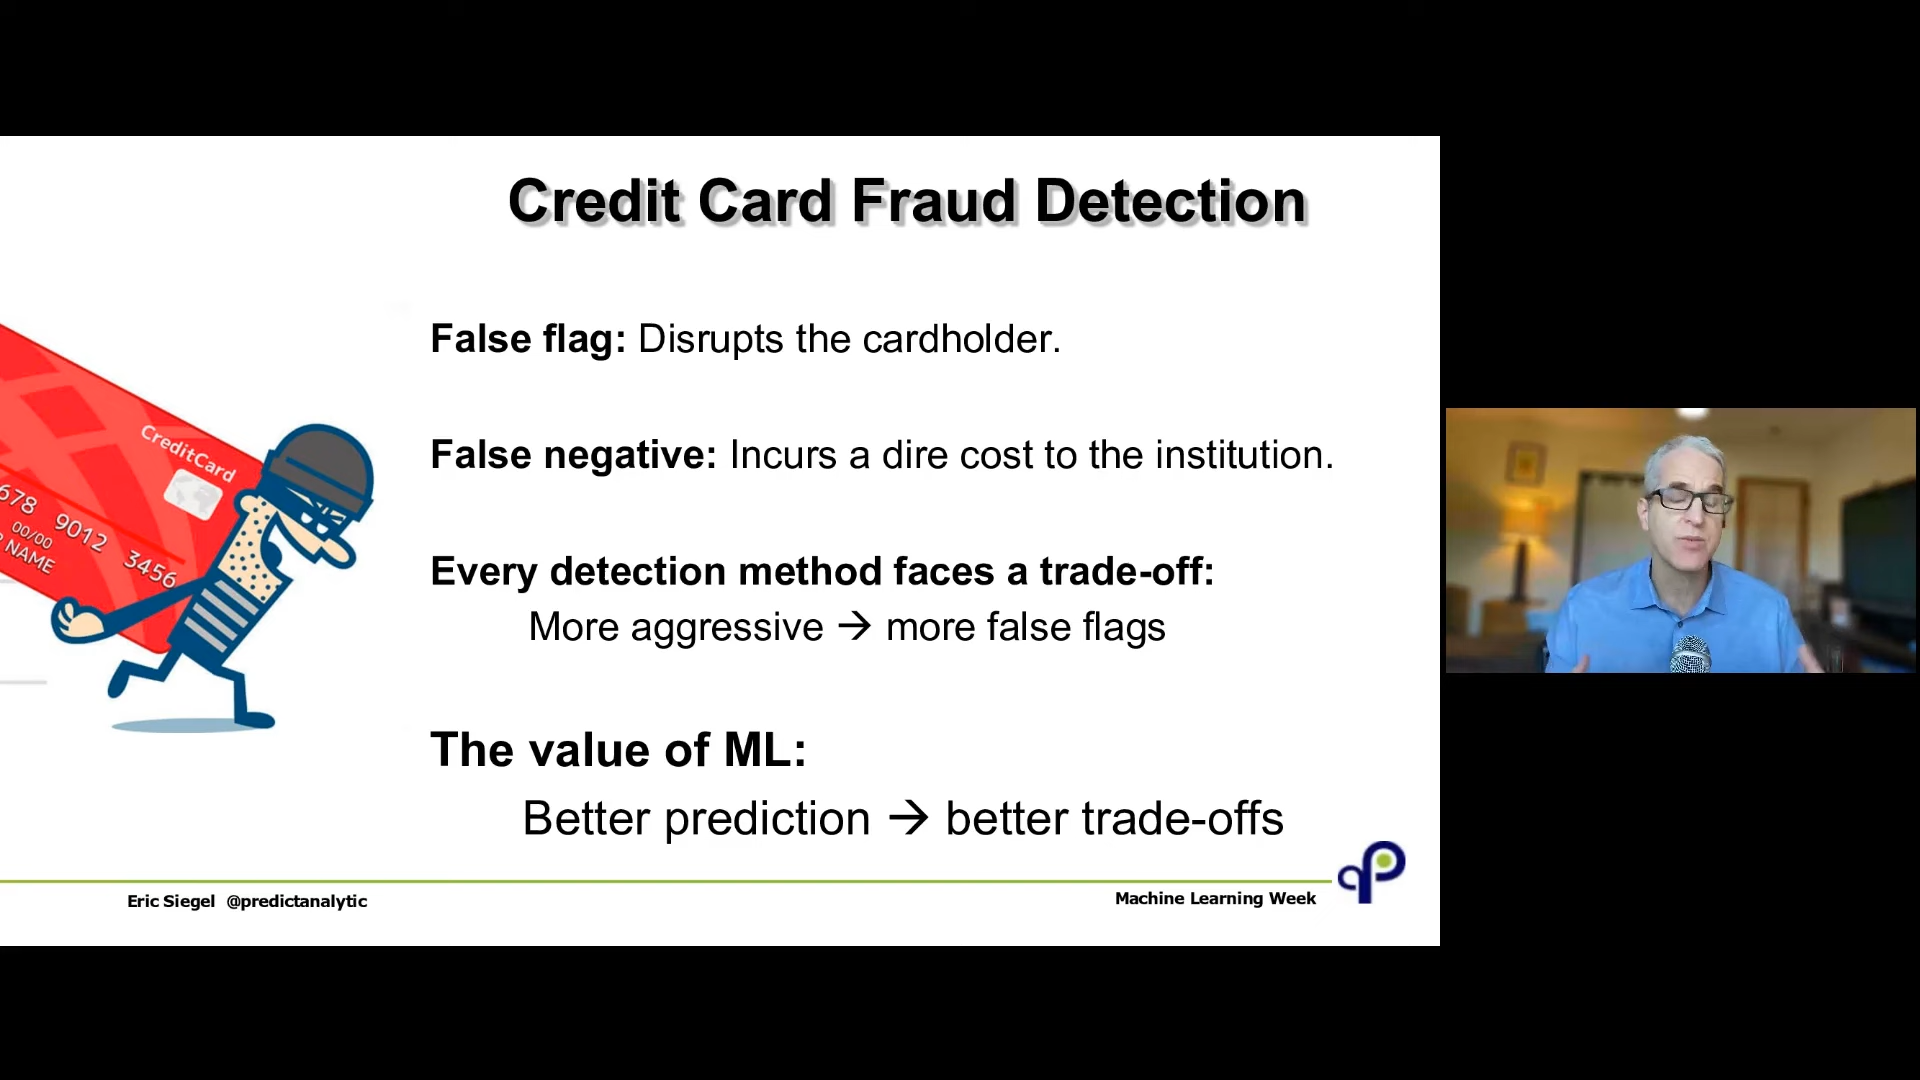 Credit Card Fraud Detection
False flag: Disrupts the cardholder.
False negative: Incurs a dire cost to the institution.
Every detection method faces a trade-off:
More aggressive → more false flags
The value of ML:
Better prediction → better trade-offs
CreditCard
678 9012 3456
00/00
NAME
Eric Siegel @predictanalytic
Machine Learning Week